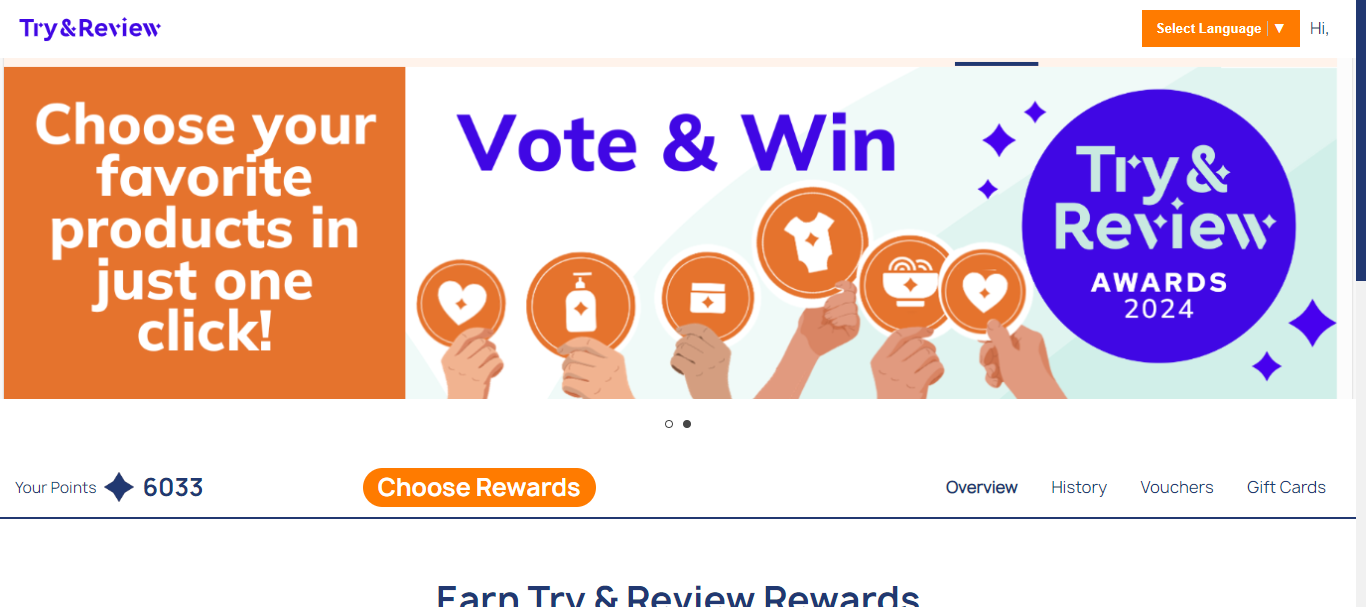 Try&Review
Select Language ▼
Hi,
Choose your
favorite
products in
just one
click!
Vote & Win
Try&
Review
AWARDS
2024
Your Points 6033
Choose Rewards
Overview
History
Vouchers
Gift Cards
Earn Try & Review Rewards